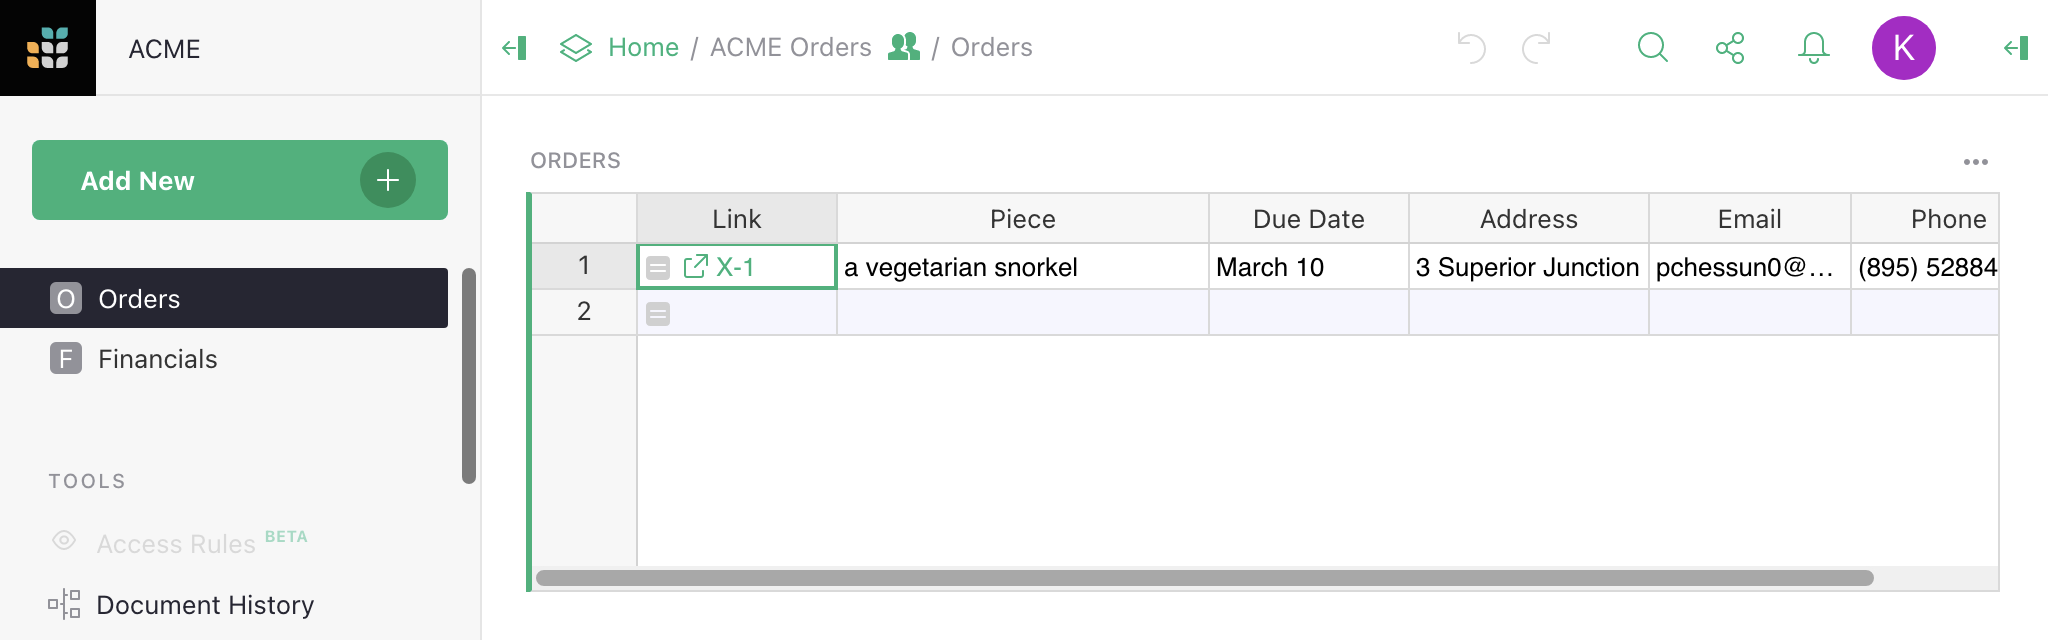 ACME
Home / ACME Orders / Orders
K
Add New
O Orders
F Financials
TOOLS
Access Rules BETA
Document History
ORDERS
Link Piece Due Date Address Email Phone
1 X-1 a vegetarian snorkel March 10 3 Superior Junction pchessun0@... (895) 52884
2